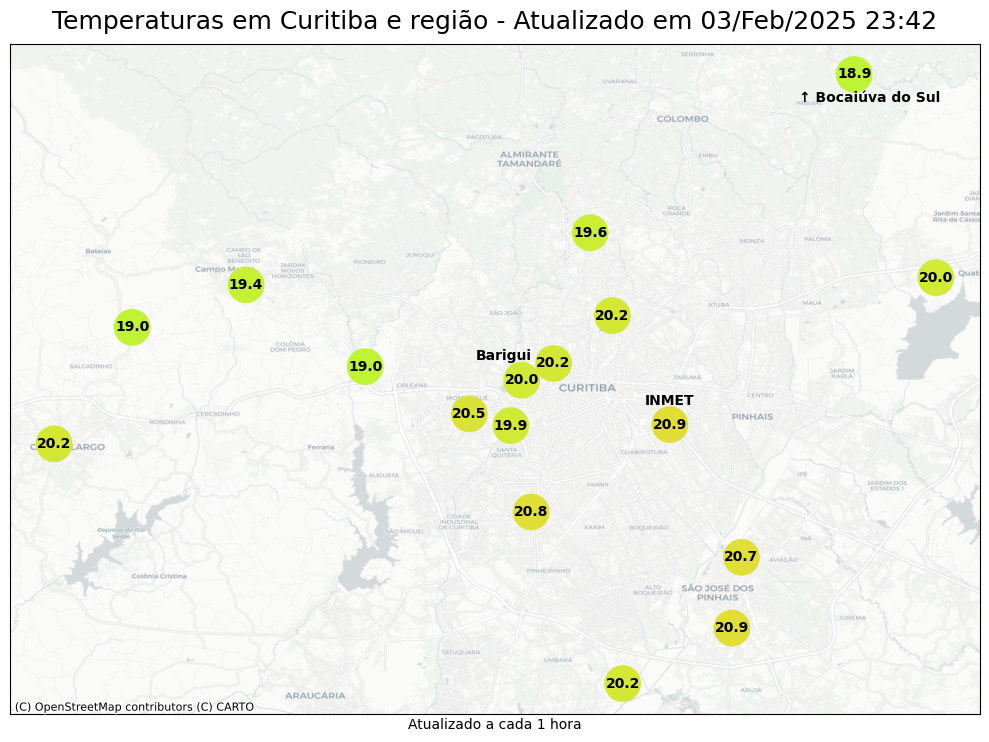 Temperaturas em Curitiba e região - Atualizado em 03/Feb/2025 23:42
SERRINHA
18.9
UVARANAL
↑ Bocaiúva do Sul
COLOMBO
PACOTUBA
ALMIRANTE
TAMANDARÉ
EMBU
ROÇA
GRANDE
Jardim Santa
Rita de Cássia
19.6
MONZA
PALOMA
Bateias
CAMPO DE
SÃO
BENEDITO
JURUQUI
PIONEIRO
JARDIM
NOVOS
HORIZONTES
Campo M
19.4
20.0
Quat
ATUBA
MAUÁ
SÃO JOÃO
20.2
19.0
COLÔNIA
DOM PEDRO
Barigui
20.2
SALGADINHO
19.0
JARDIM
KARLA
TARUMÃ
20.0
ORLEANS
CURITIBA
CENTRO
INMET
20.5
CERCADINHO
PINHAIS
RONDINHA
19.9
20.9
20.2
LARGO
Ferraria
SANTA
QUITÉRIA
GUABIROTUBA
AUGUSTA
IPÊ
FANNY
JARDIM DOS
ESTADOS I
20.8
CIDADE
INDUSTRIAL
DE CURITIBA
XAXIM
BOQUEIRÃO
Represa do Rio
Verde
SÃO MIGUEL
INÁ
20.7
AVIAÇÃO
PINHEIRINHO
Colônia Cristina
ALTO
BOQUEIRÃO
SÃO JOSÉ DOS
PINHAIS
JUREMA
20.9
TATUQUARA
UMBARÁ
20.2
ARUJÁ
ARAUCÁRIA
(C) OpenStreetMap contributors (C) CARTO
Atualizado a cada 1 hora